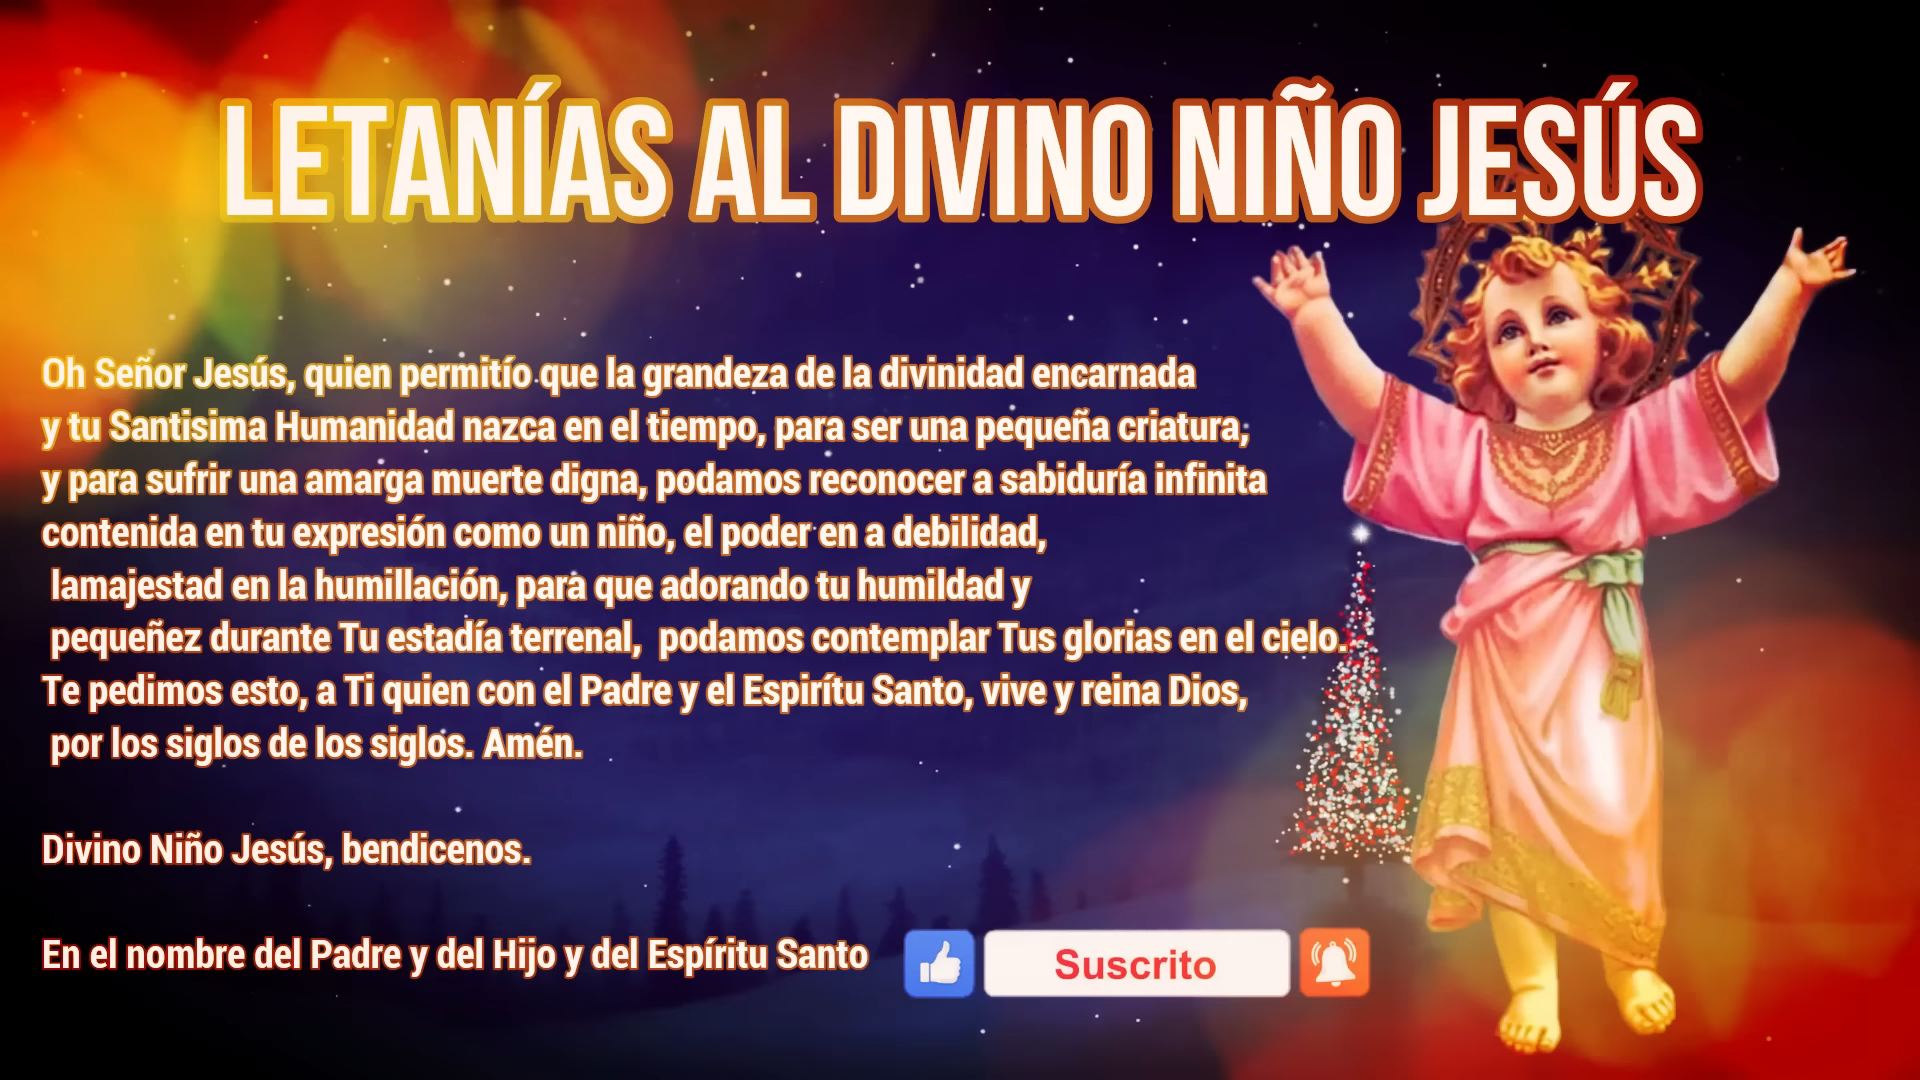 LETANÍAS AL DIVINO NIÑO JESÚS
Oh Señor Jesús, quien permitío que la grandeza de la divinidad encarnada
y tu Santisima Humanidad nazca en el tiempo, para ser una pequeña criatura,
y para sufrir una amarga muerte digna, podamos reconocer a sabiduría infinita
contenida en tu expresión como un niño, el poder en a debilidad,
lamajestad en la humillación, para que adorando tu humildad y
pequeñez durante Tu estadía terrenal, podamos contemplar Tus glorias en el cielo.
Te pedimos esto, a Ti quien con el Padre y el Espirítu Santo, vive y reina Dios,
por los siglos de los siglos. Amén.
Divino Niño Jesús, bendicenos.
En el nombre del Padre y del Hijo y del Espíritu Santo
Suscrito